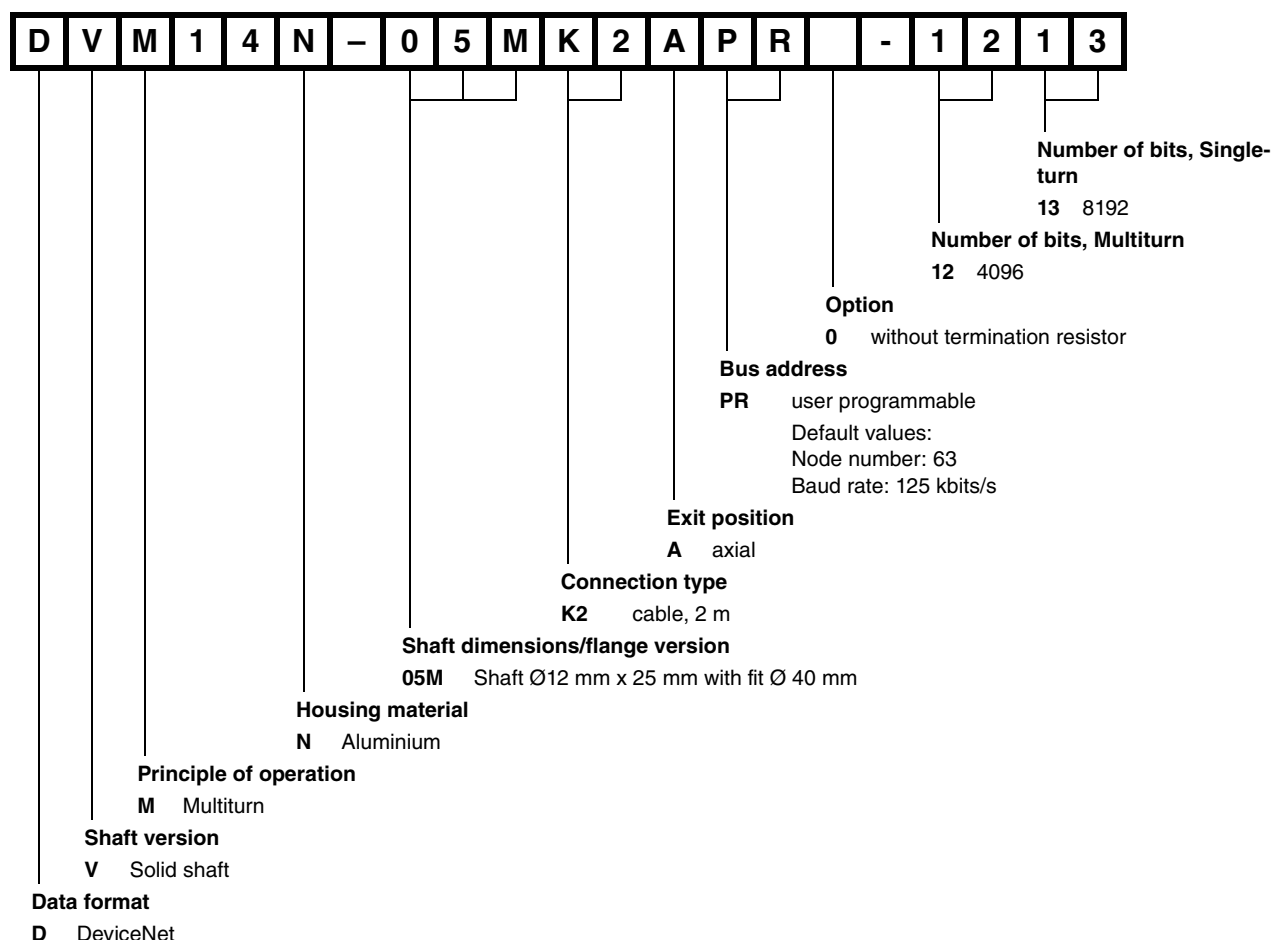 D V M 1 4 N – 0 5 M K 2 A P R - 1 2 1 3
Number of bits, Single-
turn
13 8192
Number of bits, Multiturn
12 4096
Option
0 without termination resistor
Bus address
PR user programmable
Default values:
Node number: 63
Baud rate: 125 kbits/s
Exit position
A axial
Connection type
K2 cable, 2 m
Shaft dimensions/flange version
05M Shaft Ø12 mm x 25 mm with fit Ø 40 mm
Housing material
N Aluminium
Principle of operation
M Multiturn
Shaft version
V Solid shaft
Data format
D DeviceNet